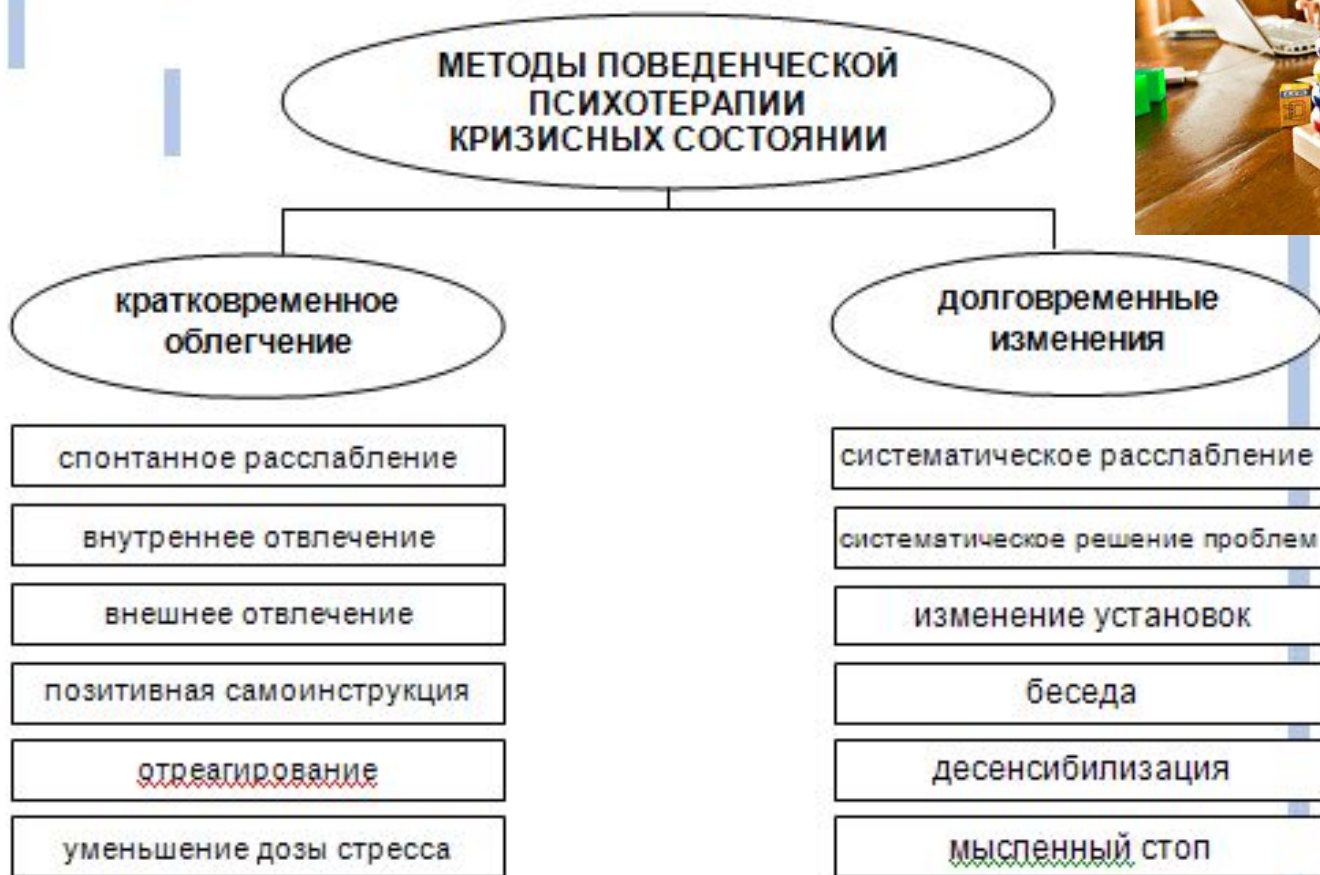 МЕТОДЫ ПОВЕДЕНЧЕСКОЙ
ПСИХОТЕРАПИИ
КРИЗИСНЫХ СОСТОЯНИИ
кратковременное
облегчение
спонтанное расслабление
внутреннее отвлечение
внешнее отвлечение
позитивная самоинструкция
отреагирование
уменьшение дозы стресса
долговременные
изменения
систематическое расслабление
систематическое решение проблем
изменение установок
беседа
десенсибилизация
мыспенный стоп